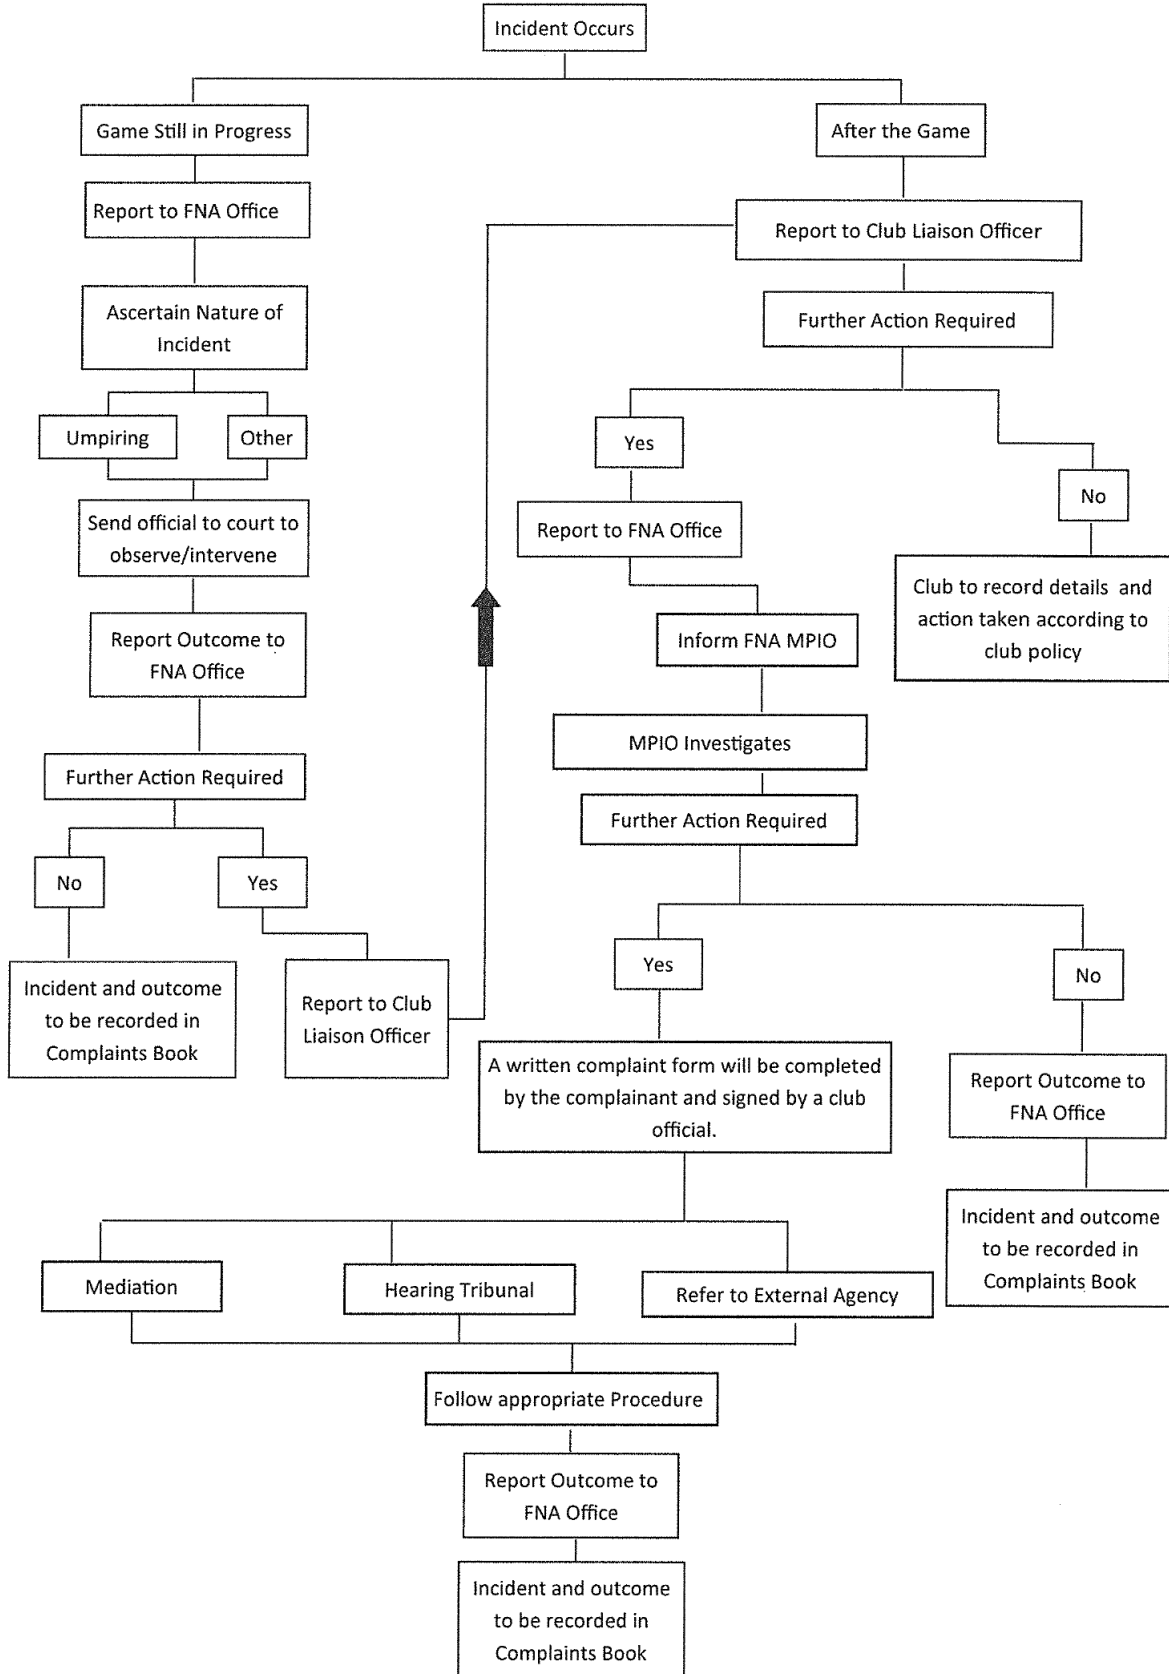 Incident Occurs
Game Still in Progress
After the Game
Report to FNA Office
Report to Club Liaison Officer
Ascertain Nature of
Incident
Further Action Required
Umpiring
Other
Yes
No
Send official to court to
observe/intervene
Report to FNA Office
Club to record details and
action taken according to
club policy
Report Outcome to
FNA Office
Inform FNA MPIO
MPIO Investigates
Further Action Required
Further Action Required
No
Yes
Yes
No
Incident and outcome
to be recorded in
Complaints Book
Report to Club
Liaison Officer
A written complaint form will be completed
by the complainant and signed by a club
official.
Report Outcome to
FNA Office
Incident and outcome
to be recorded in
Complaints Book
Mediation
Hearing Tribunal
Refer to External Agency
Follow appropriate Procedure
Report Outcome to
FNA Office
Incident and outcome
to be recorded in
Complaints Book